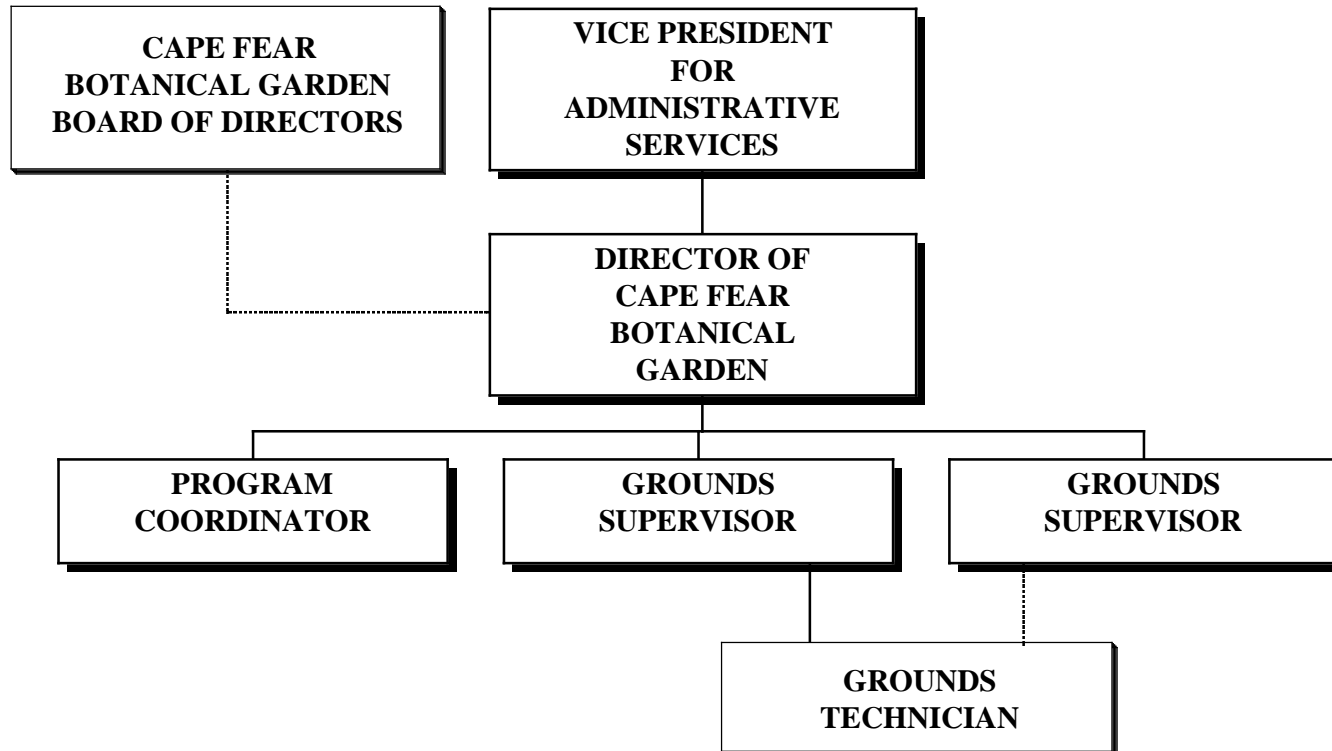 CAPE FEAR
BOTANICAL GARDEN
BOARD OF DIRECTORS
VICE PRESIDENT
FOR
ADMINISTRATIVE
SERVICES
DIRECTOR OF
CAPE FEAR
BOTANICAL
GARDEN
PROGRAM
COORDINATOR
GROUNDS
SUPERVISOR
GROUNDS
SUPERVISOR
GROUNDS
TECHNICIAN